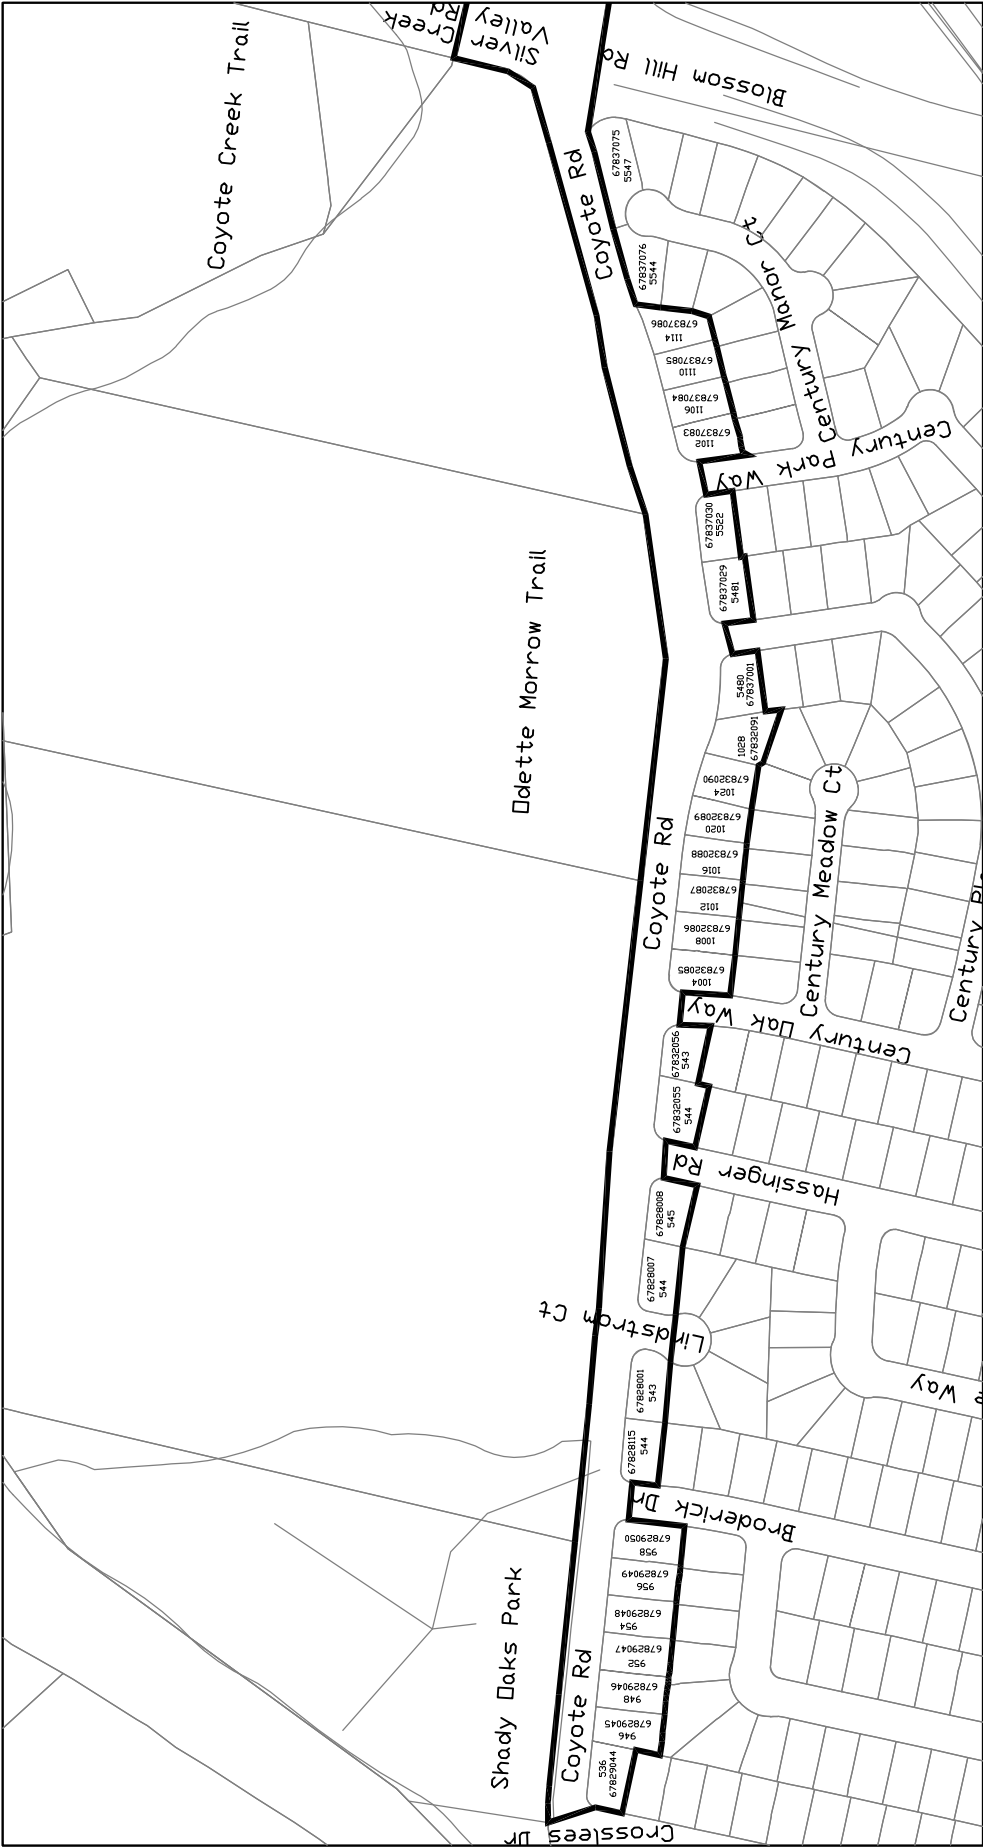 Silver
Valley
Creek
Rd
Blossom Hill Rd
Coyote Creek Trail
Coyote Rd
67837075
5547
67837076
5544
Century Manor Ct
67837086
1114
67837085
1110
67837084
1106
67837083
1102
Century Park Way
67837030
5522
67837029
5481
Odette Morrow Trail
5480
67837001
1028
67832091
67832090
1024
67832089
1020
67832088
1016
67832087
1012
67832086
1008
67832085
1004
Coyote Rd
Century Meadow Ct
Century Pl
Century Oak Way
67832056
543
67832055
544
Hassinger Rd
67828008
545
67828007
544
Lindstrom Ct
67828001
543
e Way
67828115
544
Broderick Dr
67829050
958
67829049
956
67829048
954
67829047
952
67829046
948
67829045
946
536
67829044
Shady Oaks Park
Coyote Rd
Crosslees Dr